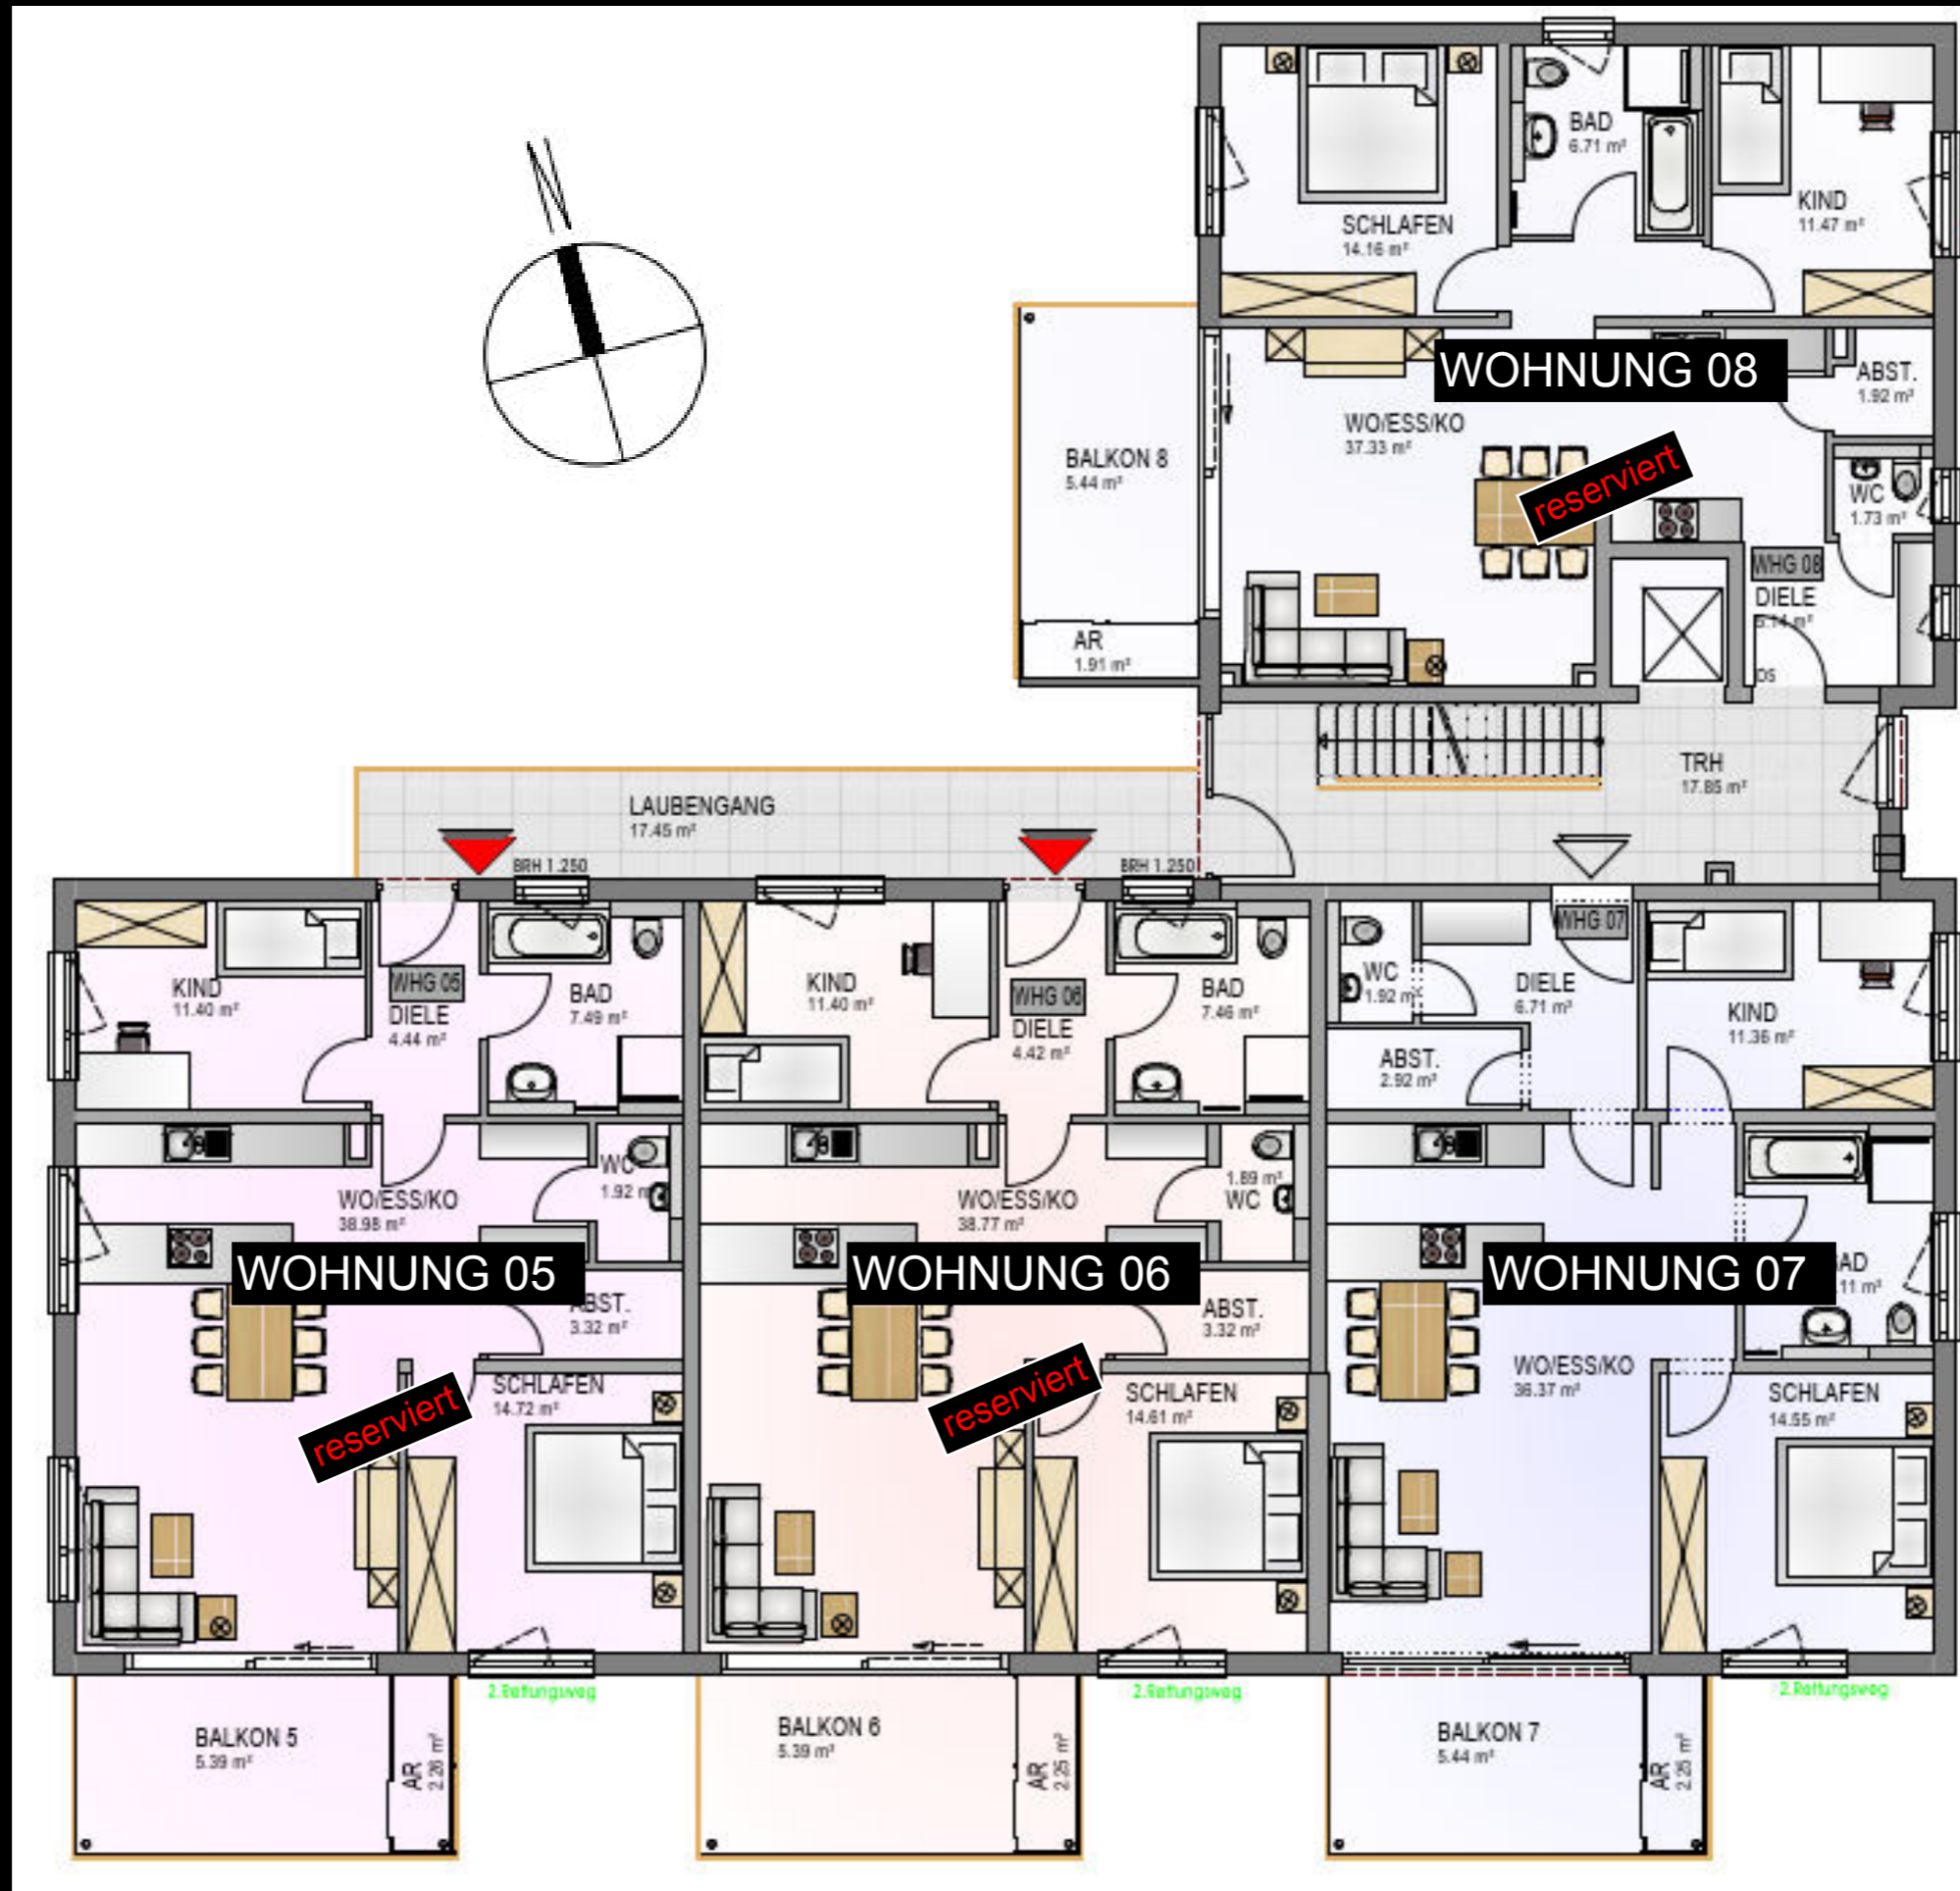 N
BAD
6.71 m²
KIND
11.47 m²
SCHLAFEN
14.16 m²
WOHNUNG 08
ABST.
1.92 m²
WO/ESS/KO
37.33 m²
BALKON 8
5.44 m²
reserviert
WC
1.73 m²
WHG 08
DIELE
AR
1.91 m²
DS
TRH
17.85 m²
LAUBENGANG
17.45 m²
BRH 1.250
BRH 1.250
KIND
11.40 m²
WHG 05
DIELE
4.44 m²
BAD
7.49 m²
KIND
11.40 m²
WHG 06
DIELE
4.42 m²
BAD
7.46 m²
WC
1.92 m²
WHG 07
DIELE
6.71 m²
KIND
11.36 m²
ABST.
2.92 m²
WO/ESS/KO
38.98 m²
WC
1.92 m
WO/ESS/KO
38.77 m²
1.89 m²
WC
WOHNUNG 05
WOHNUNG 06
WOHNUNG 07
AD
11 m²
ABST.
3.32 m²
ABST.
3.32 m²
WO/ESS/KO
36.37 m²
reserviert
SCHLAFEN
14.72 m²
reserviert
SCHLAFEN
14.61 m²
SCHLAFEN
14.55 m²
2.Rettungsweg
2.Rettungsweg
2.Rettungsweg
BALKON 5
5.39 m²
AR
2.26 m²
BALKON 6
5.39 m²
AR
2.25 m²
BALKON 7
5.44 m²
AR
2.25 m²